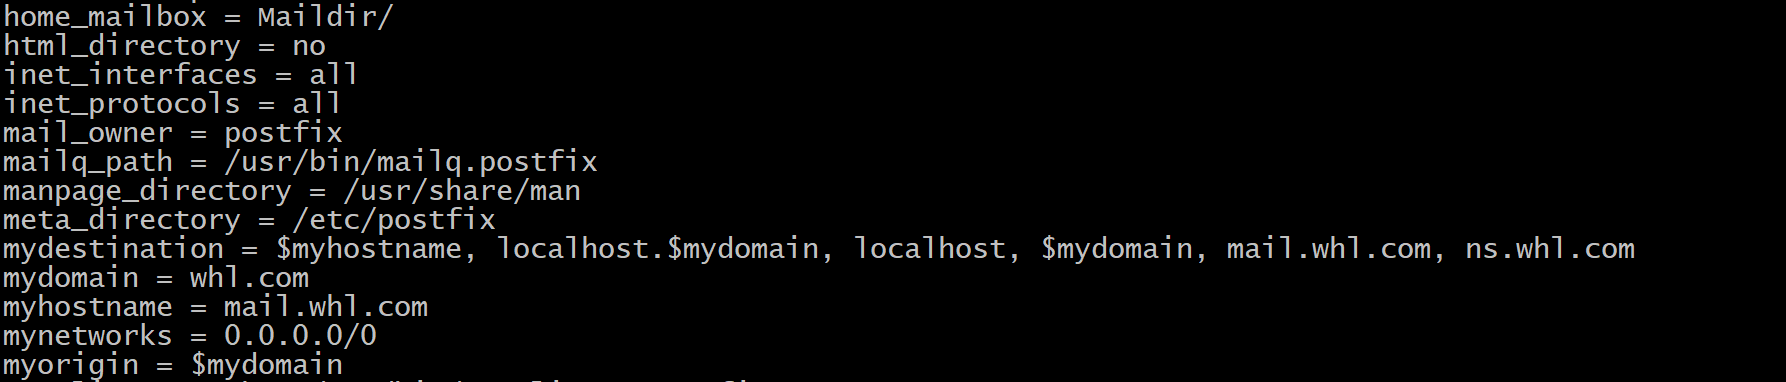 home_mailbox = Maildir/
html_directory = no
inet_interfaces = all
inet_protocols = all
mail_owner = postfix
mailq_path = /usr/bin/mailq.postfix
manpage_directory = /usr/share/man
meta_directory = /etc/postfix
mydestination = $myhostname, localhost.$mydomain, localhost, $mydomain, mail.whl.com, ns.whl.com
mydomain = whl.com
myhostname = mail.whl.com
mynetworks = 0.0.0.0/0
myorigin = $mydomain